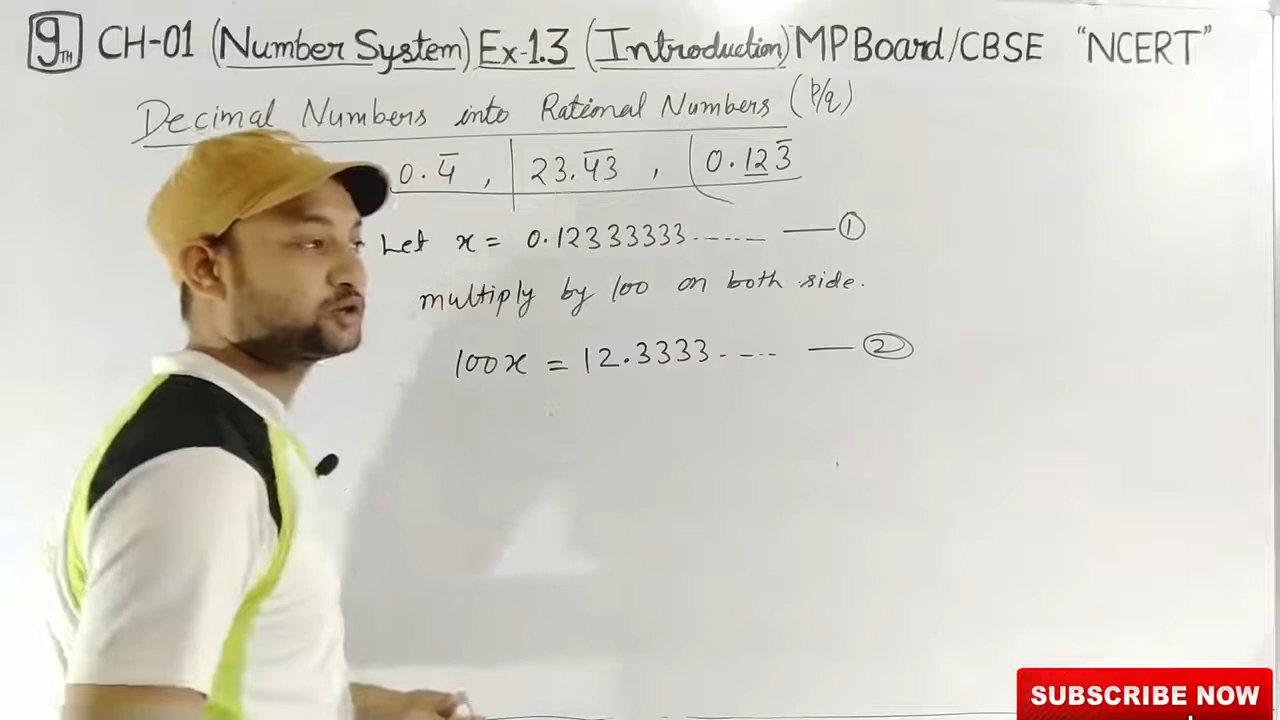 9TH CH-01 (Number System) Ex-1.3 (Introduction) MP Board/CBSE "NCERT"
Decimal Numbers into Rational Numbers (p/q)
0.4̅ , 23.4̅3̅ , 0.123̅
Let x = 0.12333333...... —— ①
multiply by 100 on both side.
100x = 12.3333..... —— ②
SUBSCRIBE NOW